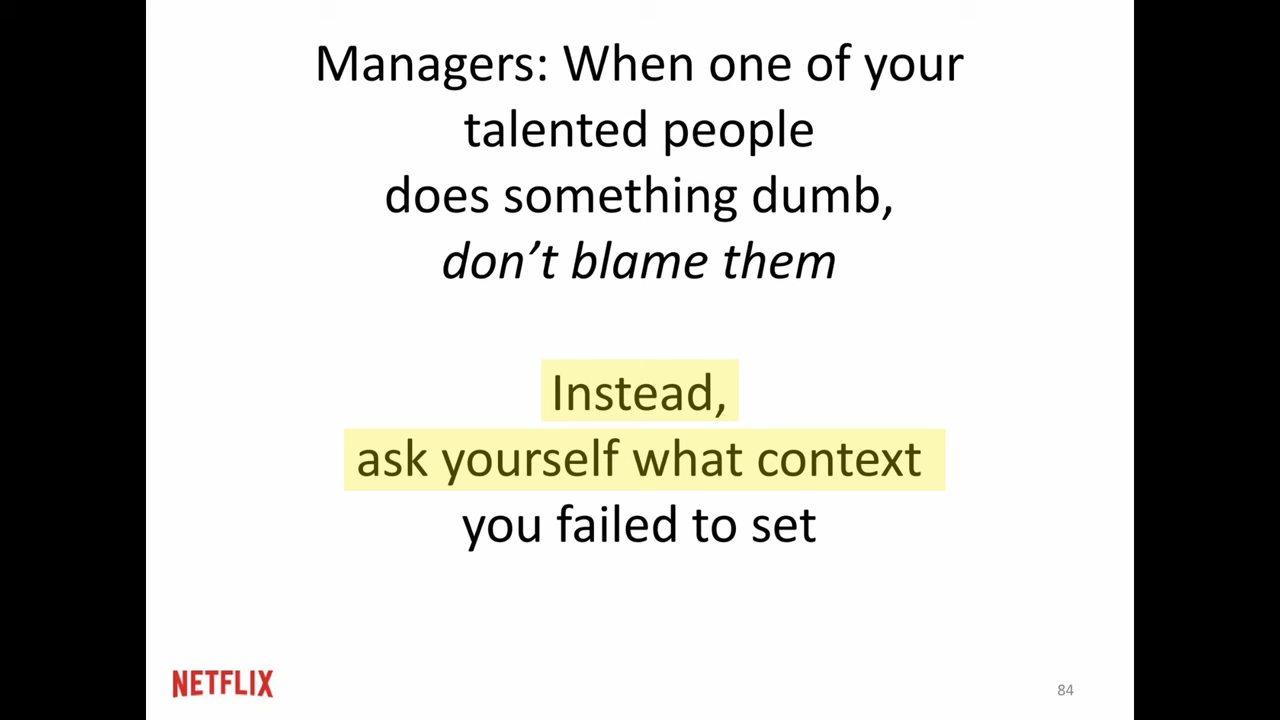 Managers: When one of your
talented people
does something dumb,
don’t blame them
Instead,
ask yourself what context
you failed to set
NETFLIX
84